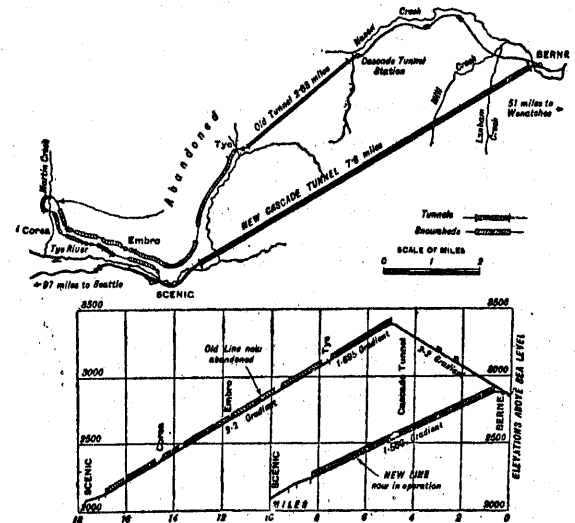 Nason Creek
BERNE
Cascade Tunnel
Station
Mill Creek
Lanham Creek
51 miles to
Wenatchee
Old Tunnel 2·63 miles
Abandoned
Tye
NEW CASCADE TUNNEL 7·8 miles
Martin Creek
Corea
Embro
Tye River
SCENIC
97 miles to Seattle
Tunnels
Snowsheds
SCALE OF MILES
0 1 2
3500
3000
2500
2000
3500
3000
2500
2000
ELEVATIONS ABOVE SEA LEVEL
Old Line now
abandoned
Tye
1·695 Gradient
2·2 Gradient
Cascade Tunnel
Embro
2·2 Gradient
Corea
SCENIC
SCENIC
1·565 Gradient
NEW LINE
now in operation
BERNE
18 16 14 12 10 MILES 8 6 4 2 0